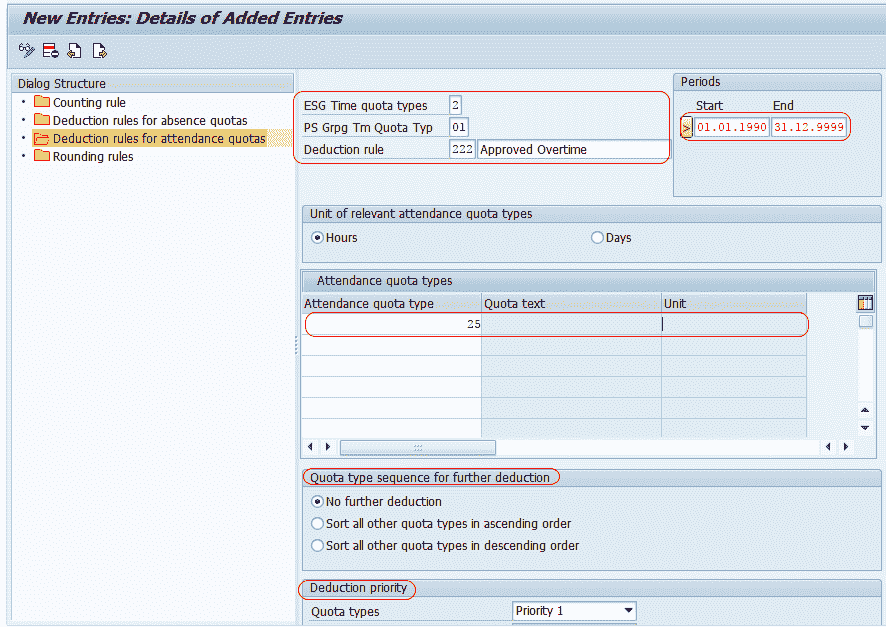 New Entries: Details of Added Entries
Dialog Structure
Counting rule
Deduction rules for absence quotas
Deduction rules for attendance quotas
Rounding rules
ESG Time quota types 2
PS Grpg Tm Quota Typ 01
Deduction rule 222 Approved Overtime
Periods
Start End
01.01.1990 31.12.9999
Unit of relevant attendance quota types
Hours Days
Attendance quota types
Attendance quota type Quota text Unit
25
Quota type sequence for further deduction
No further deduction
Sort all other quota types in ascending order
Sort all other quota types in descending order
Deduction priority
Quota types Priority 1